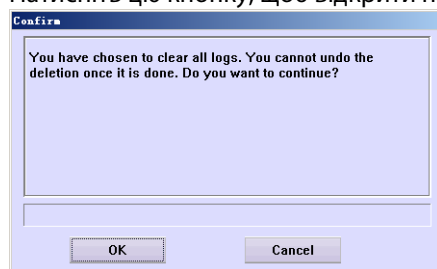 Натисніть цю кнопку, щоб відкрити
Confirm
You have chosen to clear all logs. You cannot undo the
deletion once it is done. Do you want to continue?
OK
Cancel